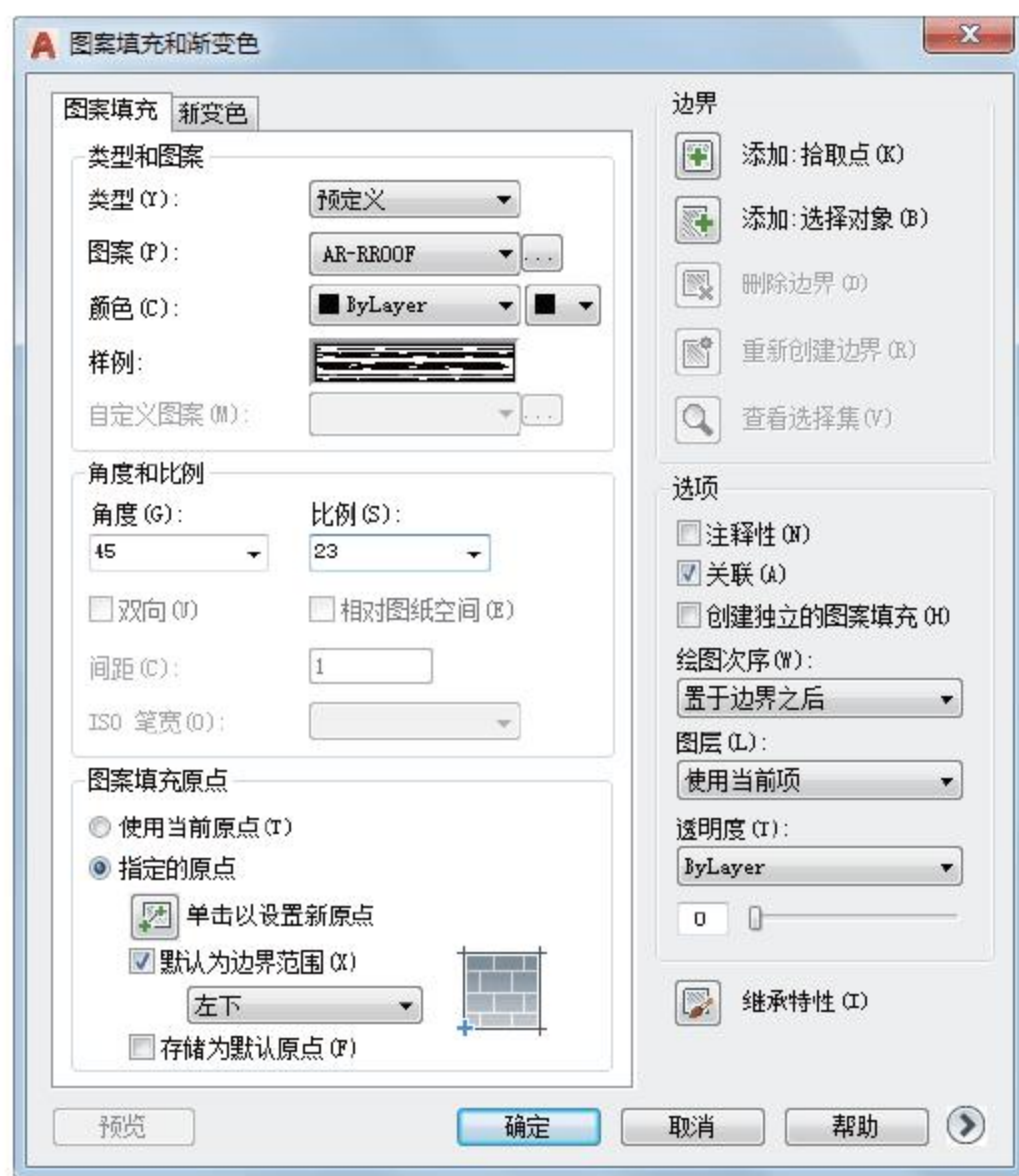 图案填充和渐变色
图案填充 新变色
类型和图案
类型(Y): 预定义
图案(P): AR-RROOF ...
颜色(C): ByLayer
样例:
自定义图案(M): ...
角度和比例
角度(G): 比例(S):
45 23
双向(U) 相对图纸空间(E)
间距(C): 1
ISO 笔宽(O):
图案填充原点
使用当前原点(T)
指定的原点
单击以设置新原点
默认为边界范围(X)
左下
存储为默认原点(F)
边界
添加:拾取点(K)
添加:选择对象(B)
删除边界(D)
重新创建边界(R)
查看选择集(V)
选项
注释性(N)
关联(A)
创建独立的图案填充(H)
绘图次序(W):
置于边界之后
图层(L):
使用当前项
透明度(T):
ByLayer
0
继承特性(I)
预览 确定 取消 帮助